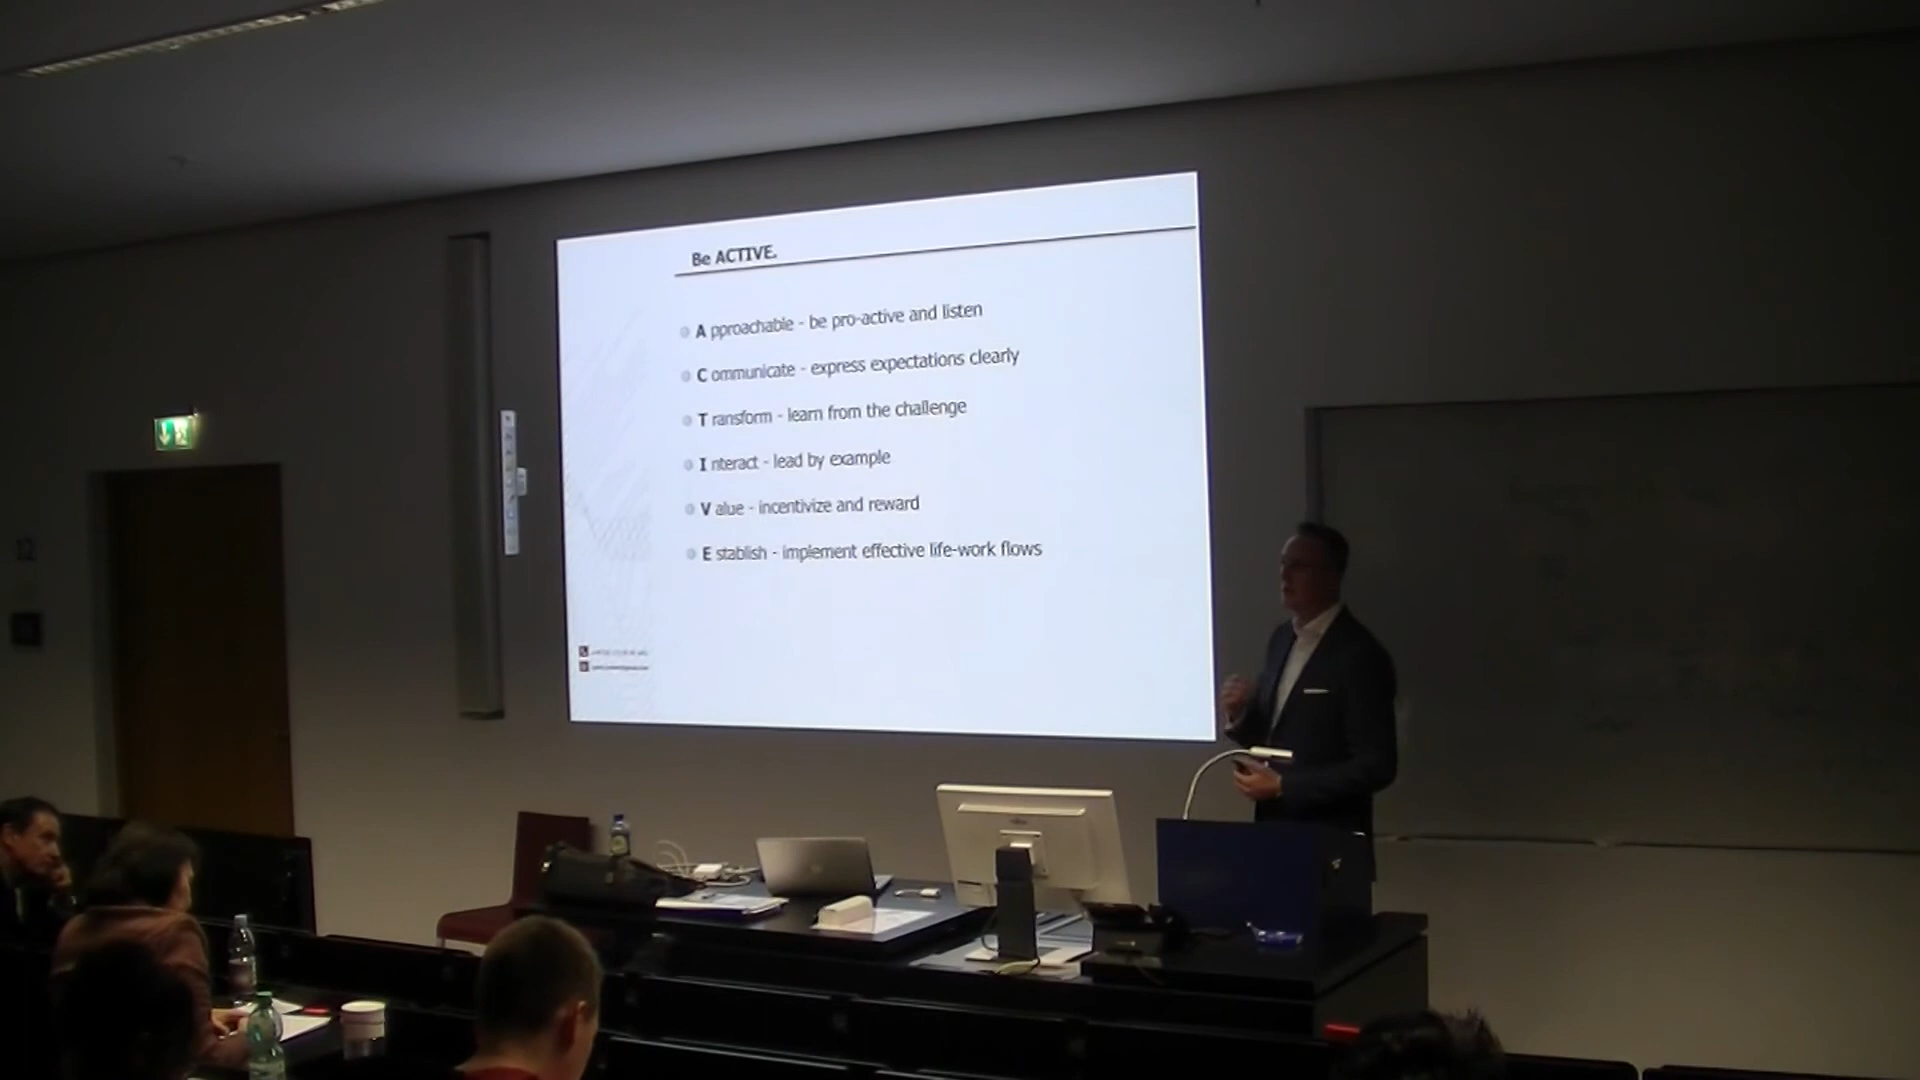 Be ACTIVE.
A pproachable - be pro-active and listen
C ommunicate - express expectations clearly
T ransform - learn from the challenge
I nteract - lead by example
V alue - incentivize and reward
E stablish - implement effective life-work flows